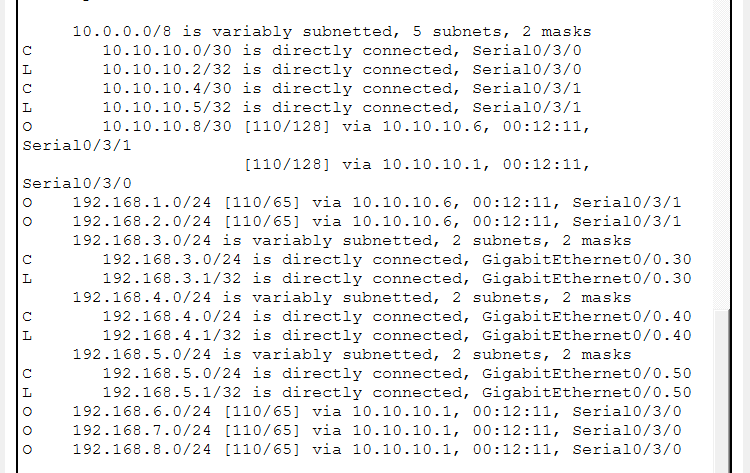 10.0.0.0/8 is variably subnetted, 5 subnets, 2 masks
C 10.10.10.0/30 is directly connected, Serial0/3/0
L 10.10.10.2/32 is directly connected, Serial0/3/0
C 10.10.10.4/30 is directly connected, Serial0/3/1
L 10.10.10.5/32 is directly connected, Serial0/3/1
O 10.10.10.8/30 [110/128] via 10.10.10.6, 00:12:11,
Serial0/3/1
[110/128] via 10.10.10.1, 00:12:11,
Serial0/3/0
O 192.168.1.0/24 [110/65] via 10.10.10.6, 00:12:11, Serial0/3/1
O 192.168.2.0/24 [110/65] via 10.10.10.6, 00:12:11, Serial0/3/1
192.168.3.0/24 is variably subnetted, 2 subnets, 2 masks
C 192.168.3.0/24 is directly connected, GigabitEthernet0/0.30
L 192.168.3.1/32 is directly connected, GigabitEthernet0/0.30
192.168.4.0/24 is variably subnetted, 2 subnets, 2 masks
C 192.168.4.0/24 is directly connected, GigabitEthernet0/0.40
L 192.168.4.1/32 is directly connected, GigabitEthernet0/0.40
192.168.5.0/24 is variably subnetted, 2 subnets, 2 masks
C 192.168.5.0/24 is directly connected, GigabitEthernet0/0.50
L 192.168.5.1/32 is directly connected, GigabitEthernet0/0.50
O 192.168.6.0/24 [110/65] via 10.10.10.1, 00:12:11, Serial0/3/0
O 192.168.7.0/24 [110/65] via 10.10.10.1, 00:12:11, Serial0/3/0
O 192.168.8.0/24 [110/65] via 10.10.10.1, 00:12:11, Serial0/3/0